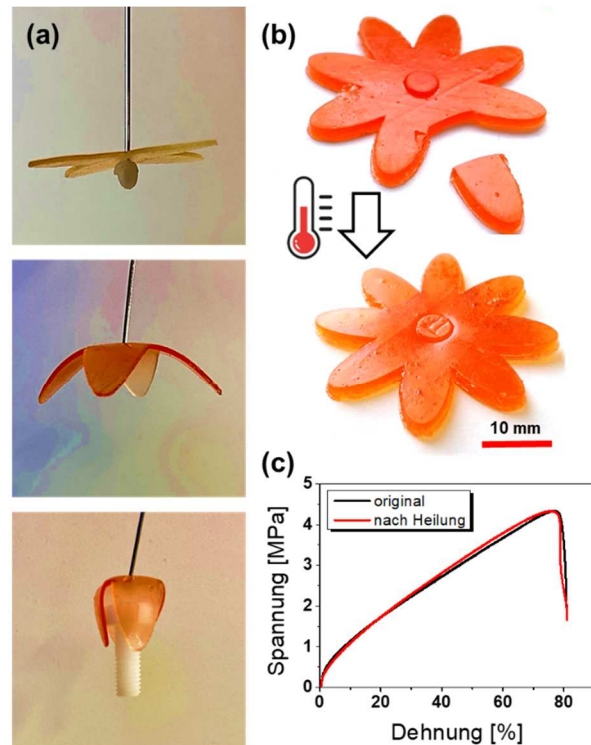 (a)
(b)
10 mm
(c)
5
4
3
2
1
0
Spannung [MPa]
original
nach Heilung
0 20 40 60 80
Dehnung [%]